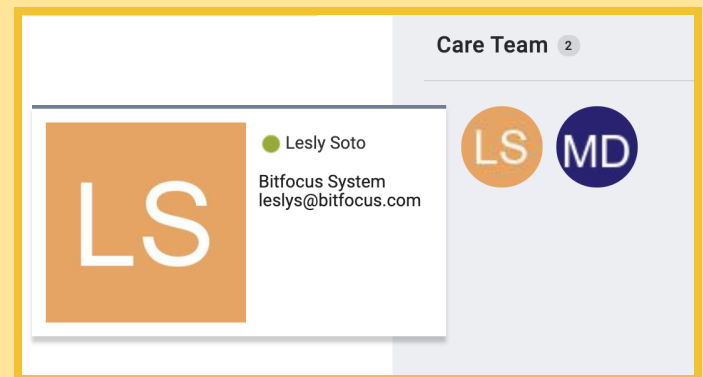 Care Team 2
LS MD
LS
Lesly Soto
Bitfocus System
leslys@bitfocus.com